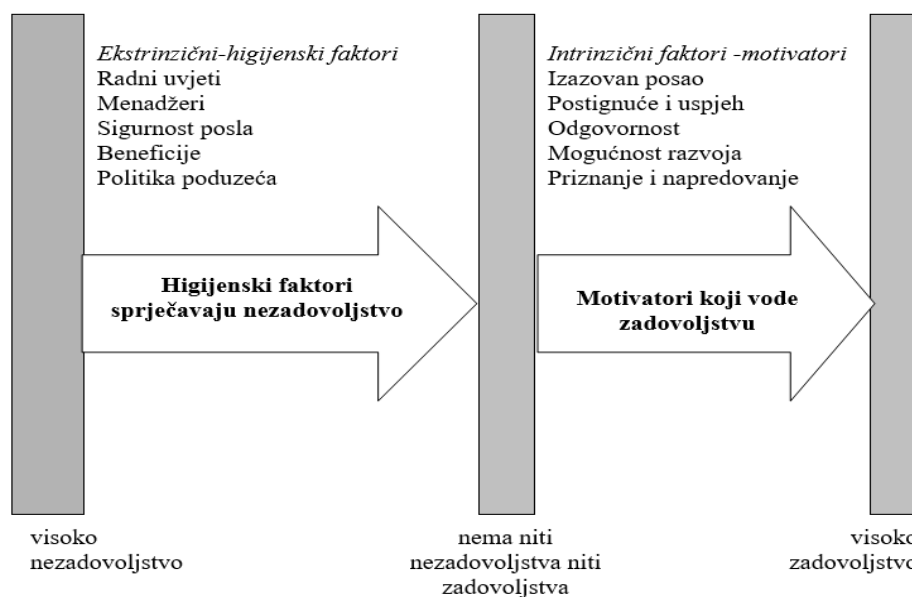 Ekstrinzični-higijenski faktori
Radni uvjeti
Menadžeri
Sigurnost posla
Beneficije
Politika poduzeća
Intrinzični faktori -motivatori
Izazovan posao
Postignuće i uspjeh
Odgovornost
Mogućnost razvoja
Priznanje i napredovanje
Higijenski faktori
sprječavaju nezadovoljstvo
Motivatori koji vode
zadovoljstvu
visoko
nezadovoljstvo
nema niti
nezadovoljstva niti
zadovoljstva
visoko
zadovoljstvo